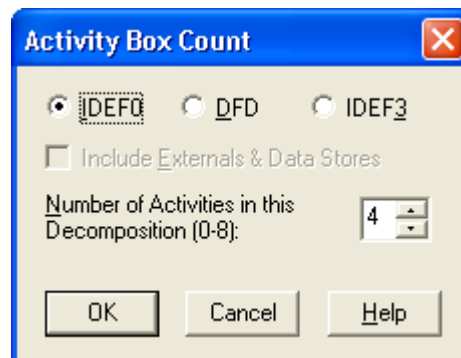 Activity Box Count
IDEF0 DFD IDEF3
Include Externals & Data Stores
Number of Activities in this
Decomposition (0-8):
4
OK Cancel Help